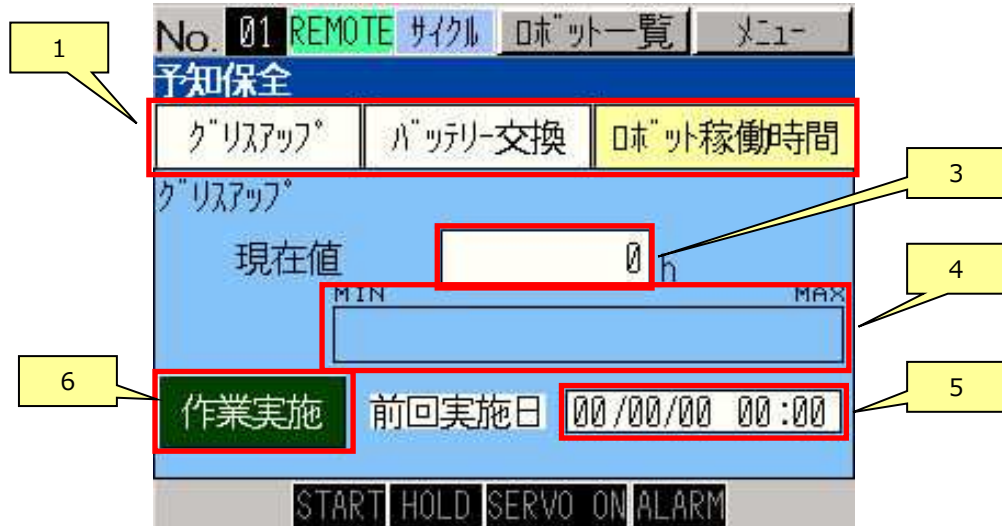 No. 01 REMOTE ｻｲｸﾙ ﾛﾎﾞｯﾄ一覧 ﾒﾆｭｰ
1
予知保全
ｸﾞﾘｽｱｯﾌﾟ ﾊﾞｯﾃﾘｰ交換 ﾛﾎﾞｯﾄ稼働時間
3
ｸﾞﾘｽｱｯﾌﾟ
現在値 0 h
4
MIN MAX
6
5
作業実施 前回実施日 00/00/00 00:00
START HOLD SERVO ON ALARM